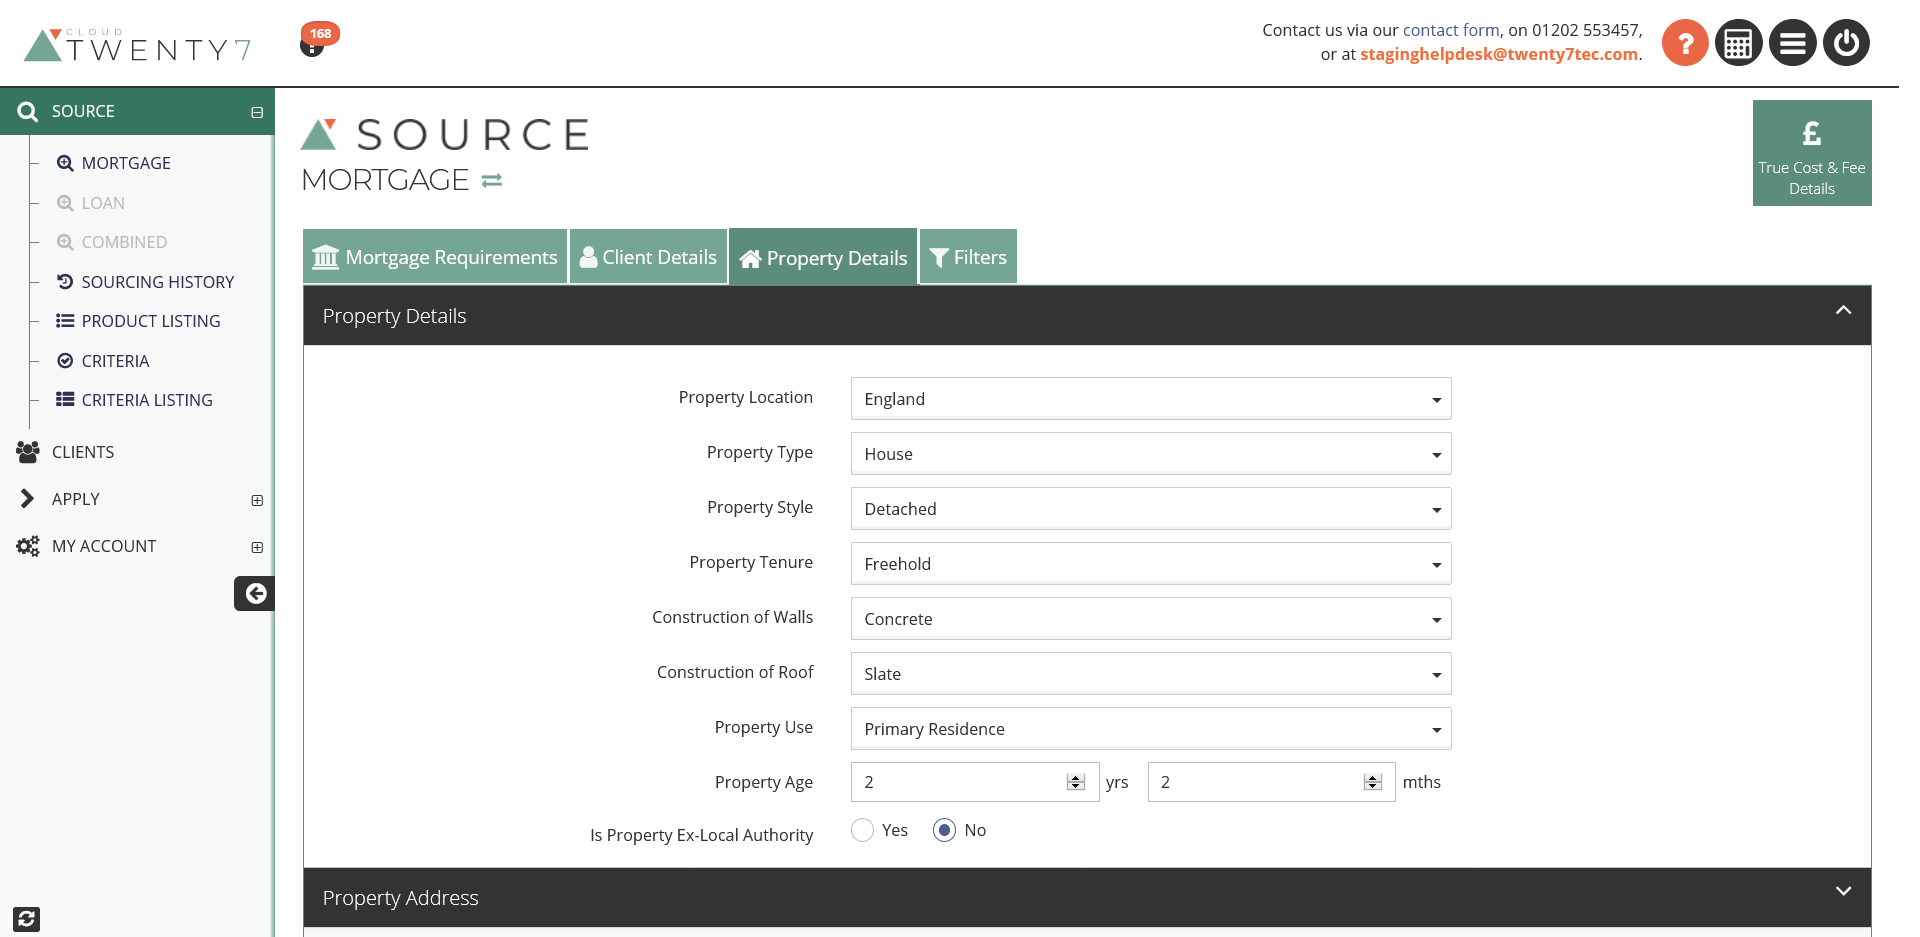 CLOUD
TWENTY7
168
Contact us via our contact form, on 01202 553457,
or at staginghelpdesk@twenty7tec.com.
SOURCE
MORTGAGE
LOAN
COMBINED
SOURCING HISTORY
PRODUCT LISTING
CRITERIA
CRITERIA LISTING
CLIENTS
APPLY
MY ACCOUNT
SOURCE
MORTGAGE
£
True Cost & Fee
Details
Mortgage Requirements
Client Details
Property Details
Filters
Property Details
Property Location
England
Property Type
House
Property Style
Detached
Property Tenure
Freehold
Construction of Walls
Concrete
Construction of Roof
Slate
Property Use
Primary Residence
Property Age
2 yrs 2 mths
Is Property Ex-Local Authority
Yes No
Property Address